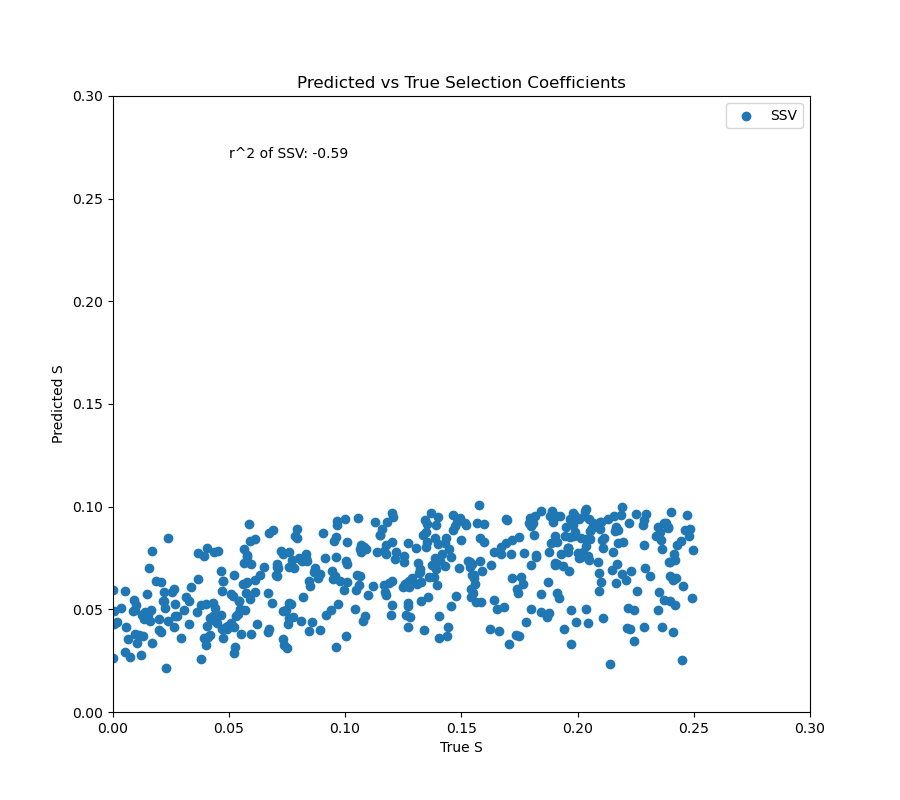 Predicted vs True Selection Coefficients
SSV
r^2 of SSV: -0.59
Predicted S
0.30
0.25
0.20
0.15
0.10
0.05
0.00
0.00 0.05 0.10 0.15 0.20 0.25 0.30
True S